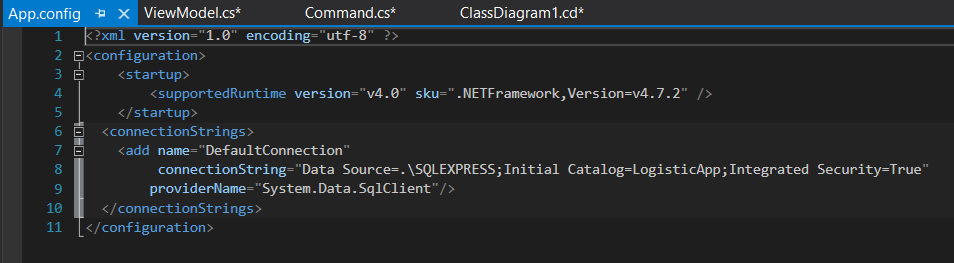 App.config ViewModel.cs* Command.cs* ClassDiagram1.cd*
1 <?xml version="1.0" encoding="utf-8" ?>
2 <configuration>
3 <startup>
4 <supportedRuntime version="v4.0" sku=".NETFramework,Version=v4.7.2" />
5 </startup>
6 <connectionStrings>
7 <add name="DefaultConnection"
8 connectionString="Data Source=.\SQLEXPRESS;Initial Catalog=LogisticApp;Integrated Security=True"
9 providerName="System.Data.SqlClient"/>
10 </connectionStrings>
11 </configuration>